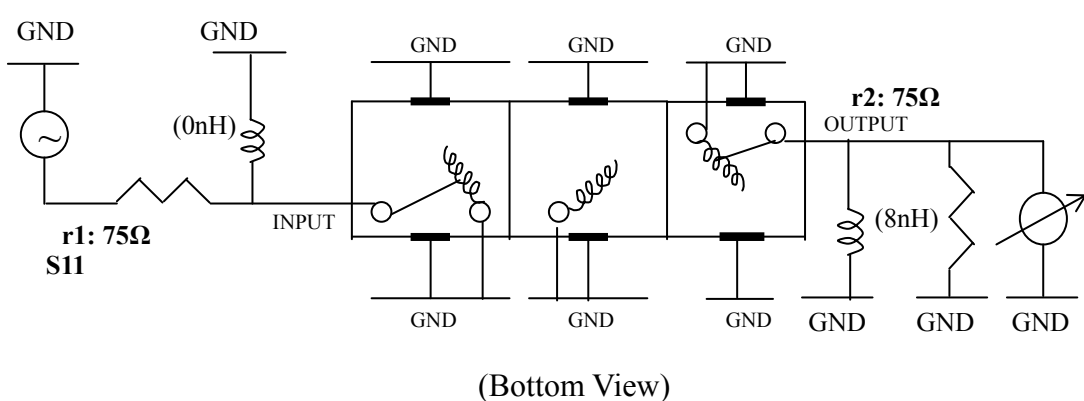 GND
GND
GND
GND
GND
(0nH)
r2: 75Ω
OUTPUT
INPUT
r1: 75Ω
S11
(8nH)
GND
GND
GND
GND
GND
GND
(Bottom View)